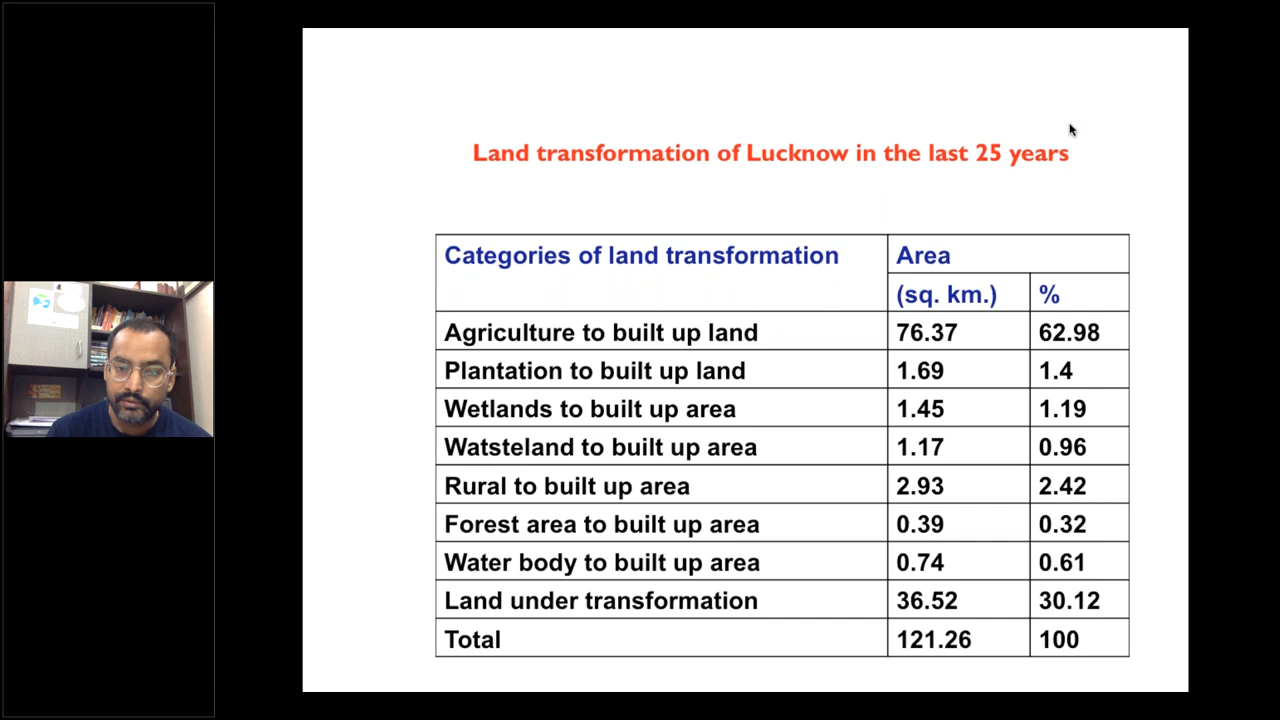 Land transformation of Lucknow in the last 25 years
Categories of land transformation Area
(sq. km.) %
Agriculture to built up land 76.37 62.98
Plantation to built up land 1.69 1.4
Wetlands to built up area 1.45 1.19
Watsteland to built up area 1.17 0.96
Rural to built up area 2.93 2.42
Forest area to built up area 0.39 0.32
Water body to built up area 0.74 0.61
Land under transformation 36.52 30.12
Total 121.26 100